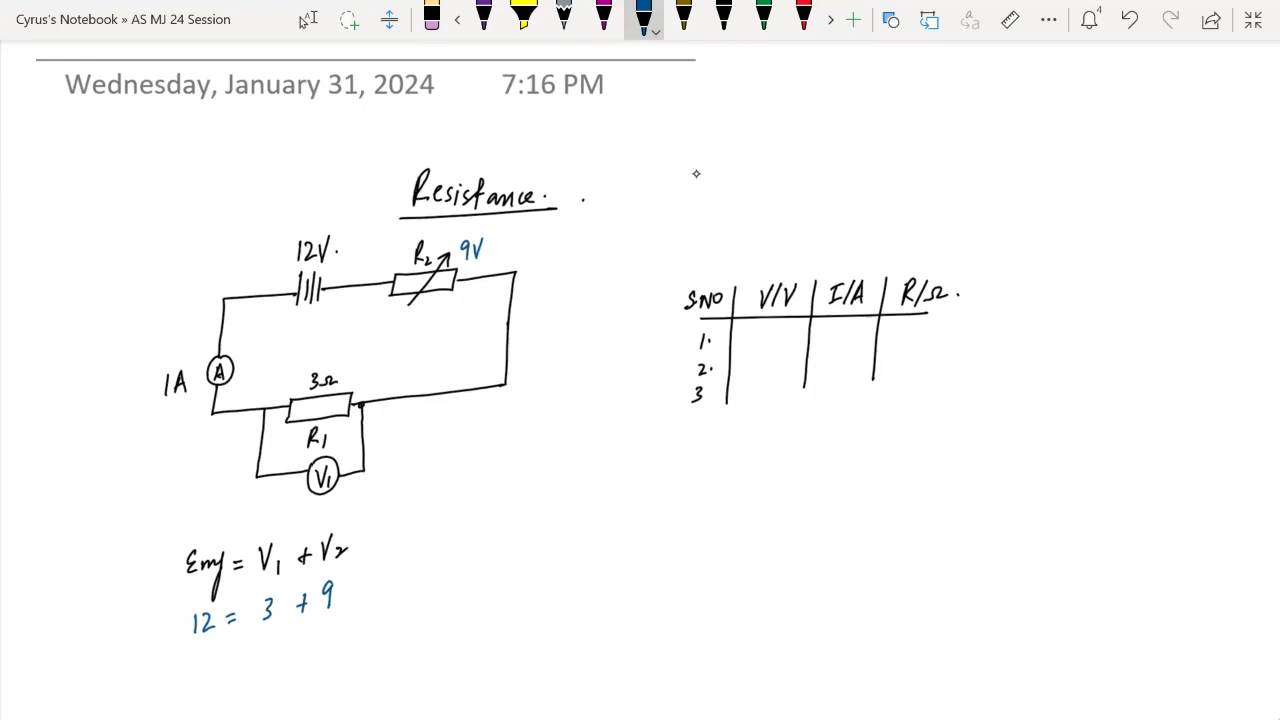 Cyrus's Notebook » AS MJ 24 Session
4
Wednesday, January 31, 2024 7:16 PM
Resistance.
12V.
R2 9V
A
1A
3Ω
R1
V1
SNO V/V I/A R/Ω.
1.
2.
3
Emf = V1 + V2
12 = 3 + 9